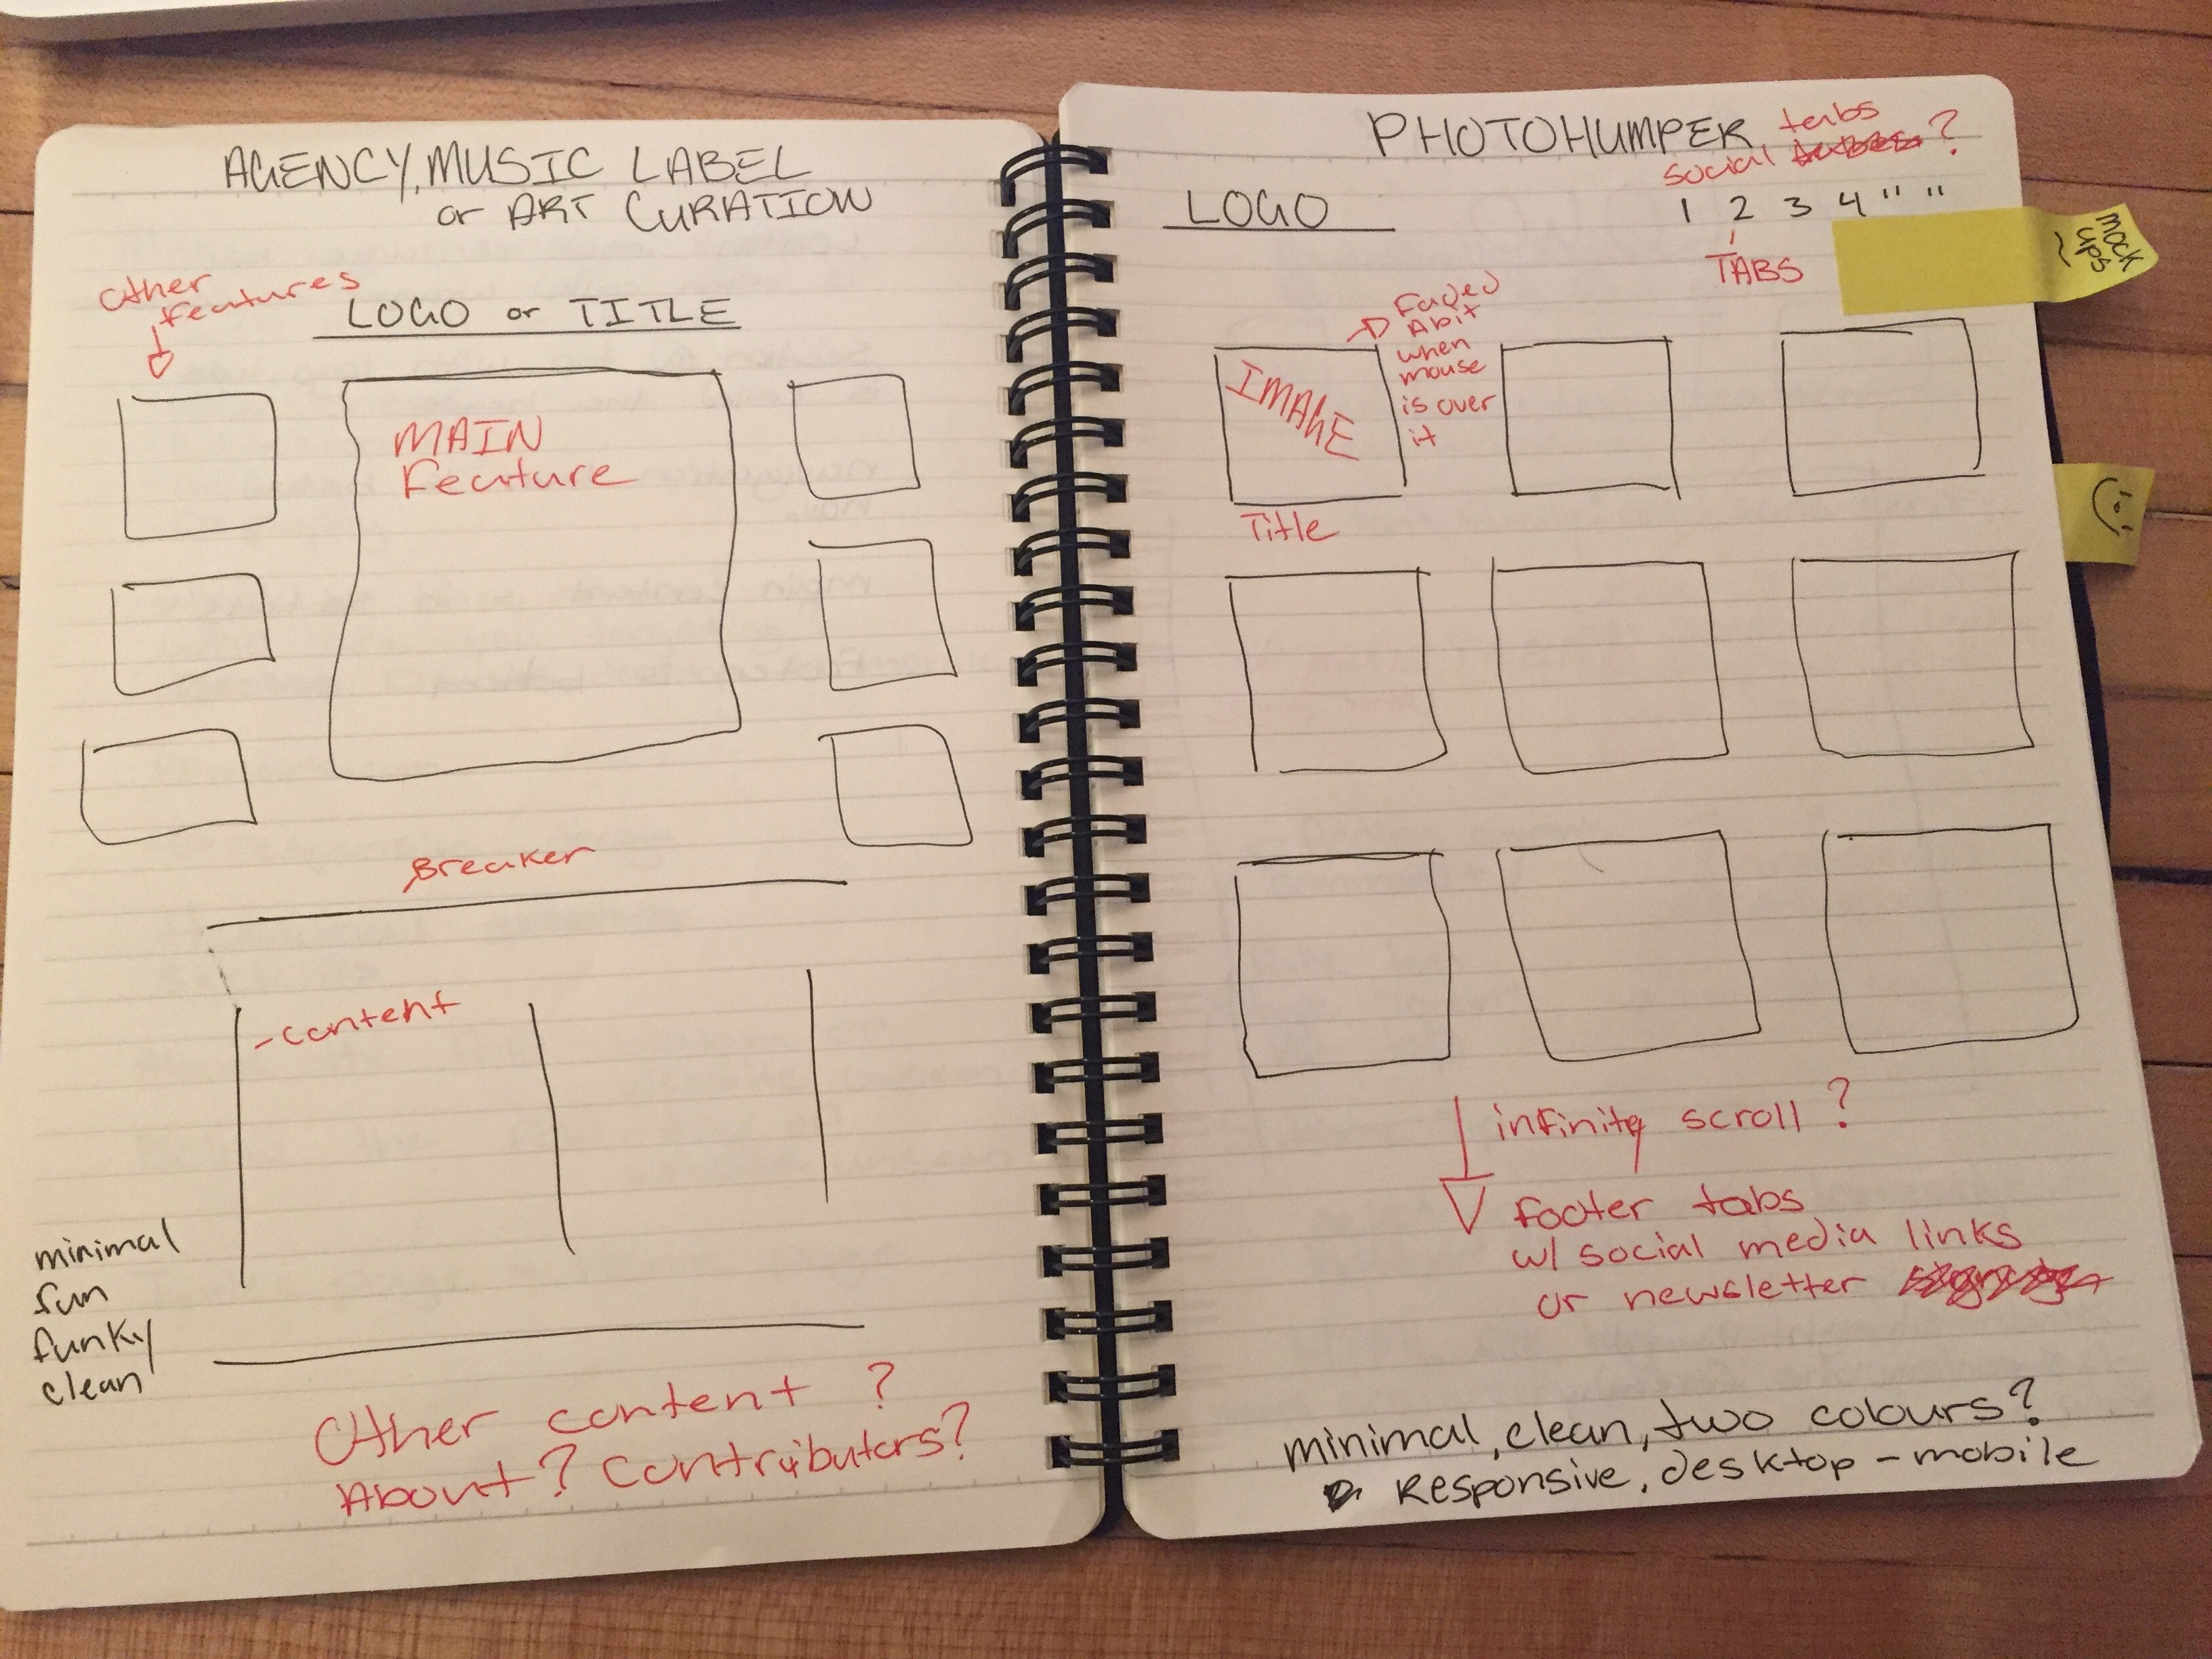 AGENCY, MUSIC LABEL
or ART CURATION
other
features
LOGO or TITLE
MAIN
Feature
Breaker
- content
minimal
fun
funky
clean
Other content?
About? Contributors?
PHOTOHUMPER
tabs
social ?
LOGO
1 2 3 4 " "
TABS
mock
ups
Faded
A bit
when
mouse
is over
it
IMAGE
Title
infinity scroll?
footer tabs
w/ social media links
or newsletter
minimal, clean, two colours?
Responsive, desktop - mobile